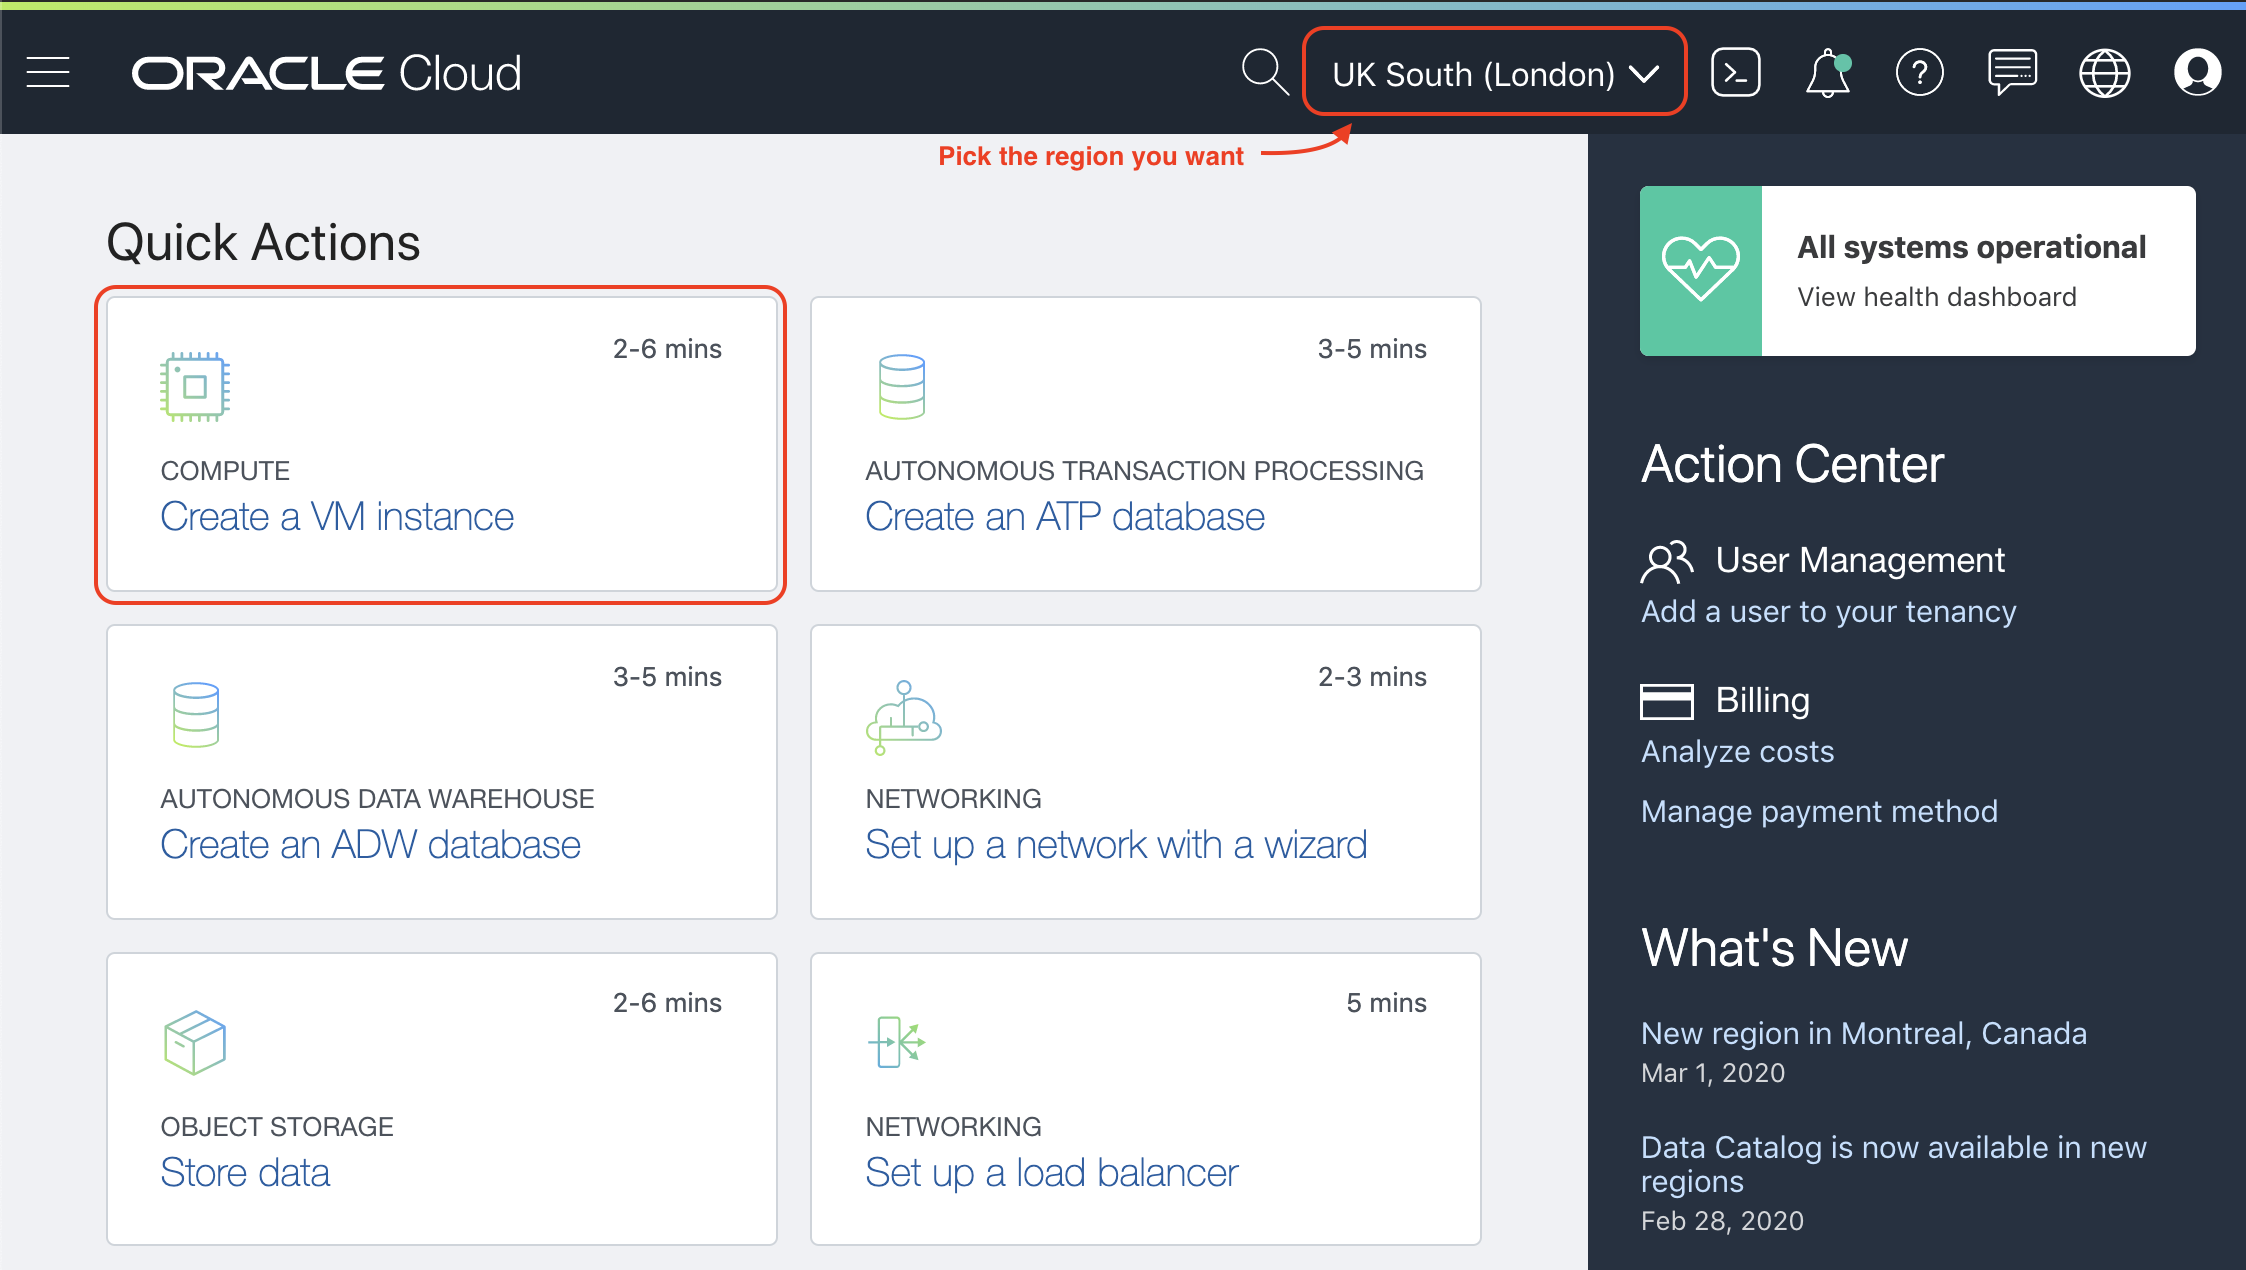 ORACLE Cloud
UK South (London)
Pick the region you want
Quick Actions
2-6 mins
COMPUTE
Create a VM instance
3-5 mins
AUTONOMOUS TRANSACTION PROCESSING
Create an ATP database
3-5 mins
AUTONOMOUS DATA WAREHOUSE
Create an ADW database
2-3 mins
NETWORKING
Set up a network with a wizard
2-6 mins
OBJECT STORAGE
Store data
5 mins
NETWORKING
Set up a load balancer
All systems operational
View health dashboard
Action Center
User Management
Add a user to your tenancy
Billing
Analyze costs
Manage payment method
What's New
New region in Montreal, Canada
Mar 1, 2020
Data Catalog is now available in new
regions
Feb 28, 2020